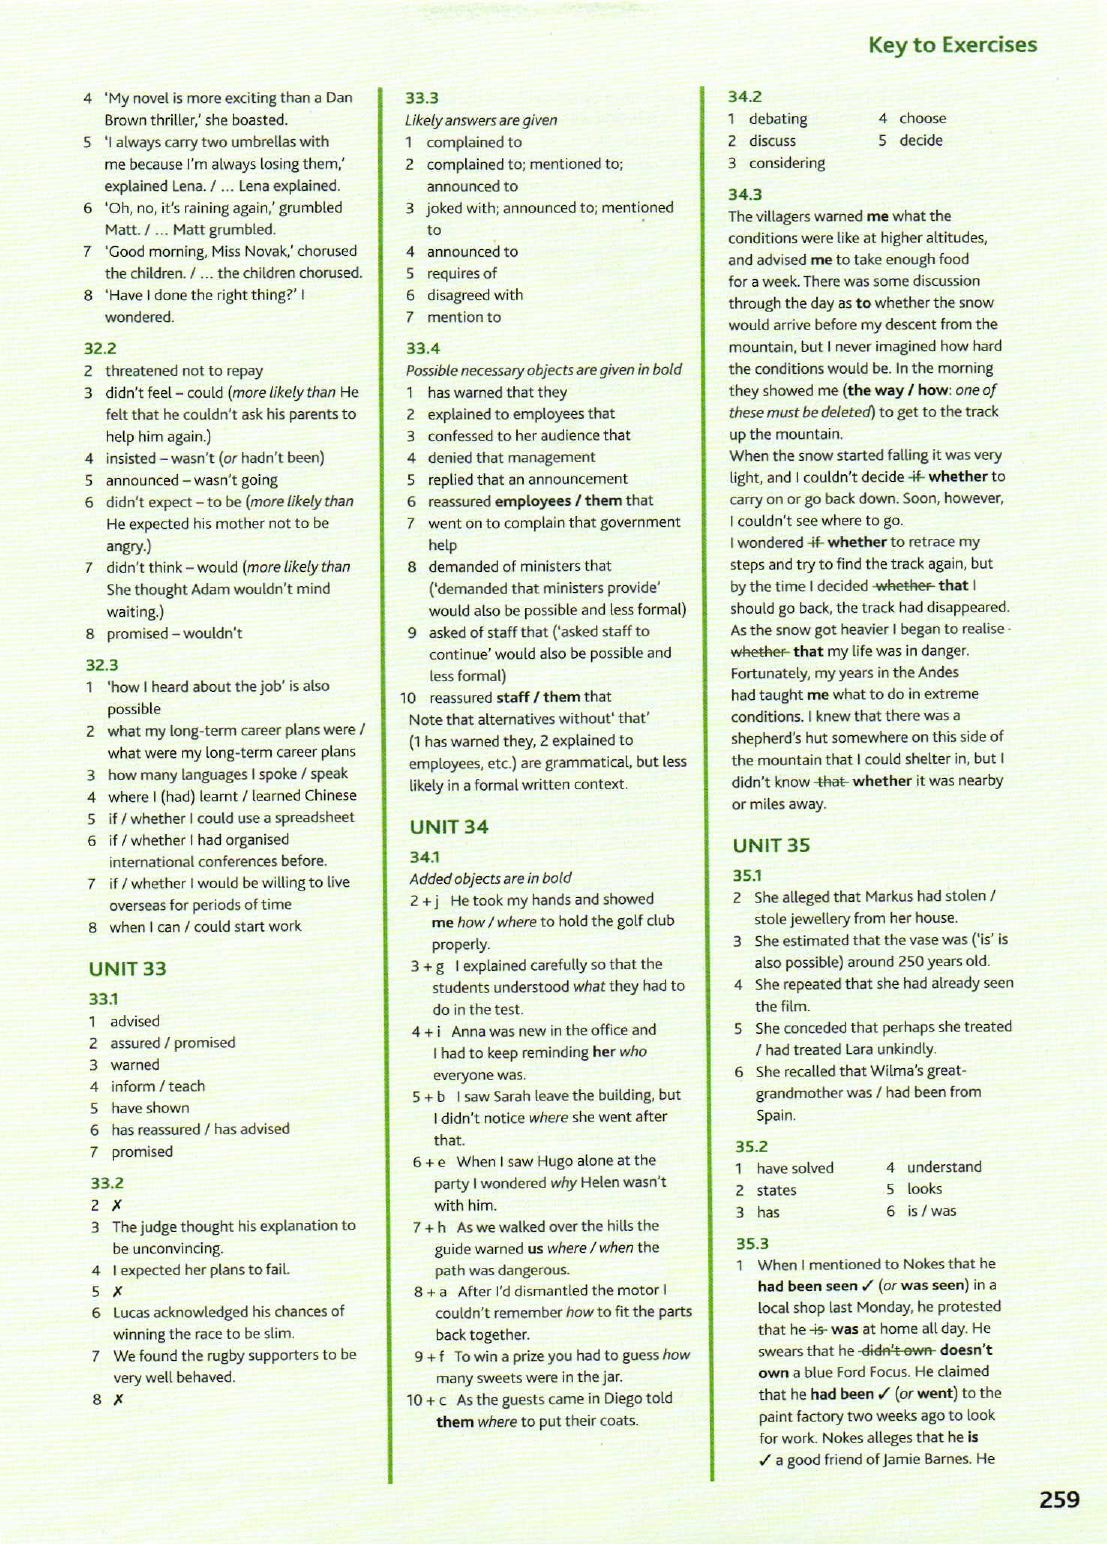 Key to Exercises
4 'My novel is more exciting than a Dan
Brown thriller,' she boasted.
5 'I always carry two umbrellas with
me because I'm always losing them,'
explained Lena. / ... Lena explained.
6 'Oh, no, it's raining again,' grumbled
Matt. / ... Matt grumbled.
7 'Good morning, Miss Novak,' chorused
the children. / ... the children chorused.
8 'Have I done the right thing?' I
wondered.
32.2
2 threatened not to repay
3 didn't feel – could (more likely than He
felt that he couldn't ask his parents to
help him again.)
4 insisted – wasn't (or hadn't been)
5 announced – wasn't going
6 didn't expect – to be (more likely than
He expected his mother not to be
angry.)
7 didn't think – would (more likely than
She thought Adam wouldn't mind
waiting.)
8 promised – wouldn't
32.3
1 'how I heard about the job' is also
possible
2 what my long-term career plans were /
what were my long-term career plans
3 how many languages I spoke / speak
4 where I (had) learnt / learned Chinese
5 if / whether I could use a spreadsheet
6 if / whether I had organised
international conferences before.
7 if / whether I would be willing to live
overseas for periods of time
8 when I can / could start work
UNIT 33
33.1
1 advised
2 assured / promised
3 warned
4 inform / teach
5 have shown
6 has reassured / has advised
7 promised
33.2
2 ✗
3 The judge thought his explanation to
be unconvincing.
4 I expected her plans to fail.
5 ✗
6 Lucas acknowledged his chances of
winning the race to be slim.
7 We found the rugby supporters to be
very well behaved.
8 ✗
33.3
Likely answers are given
1 complained to
2 complained to; mentioned to;
announced to
3 joked with; announced to; mentioned
to
4 announced to
5 requires of
6 disagreed with
7 mention to
33.4
Possible necessary objects are given in bold
1 has warned that they
2 explained to employees that
3 confessed to her audience that
4 denied that management
5 replied that an announcement
6 reassured employees / them that
7 went on to complain that government
help
8 demanded of ministers that
('demanded that ministers provide'
would also be possible and less formal)
9 asked of staff that ('asked staff to
continue' would also be possible and
less formal)
10 reassured staff / them that
Note that alternatives without' that'
(1 has warned they, 2 explained to
employees, etc.) are grammatical, but less
likely in a formal written context.
UNIT 34
34.1
Added objects are in bold
2 + j He took my hands and showed
me how / where to hold the golf club
properly.
3 + g I explained carefully so that the
students understood what they had to
do in the test.
4 + i Anna was new in the office and
I had to keep reminding her who
everyone was.
5 + b I saw Sarah leave the building, but
I didn't notice where she went after
that.
6 + e When I saw Hugo alone at the
party I wondered why Helen wasn't
with him.
7 + h As we walked over the hills the
guide warned us where / when the
path was dangerous.
8 + a After I'd dismantled the motor I
couldn't remember how to fit the parts
back together.
9 + f To win a prize you had to guess how
many sweets were in the jar.
10 + c As the guests came in Diego told
them where to put their coats.
34.2
1 debating 4 choose
2 discuss 5 decide
3 considering
34.3
The villagers warned me what the
conditions were like at higher altitudes,
and advised me to take enough food
for a week. There was some discussion
through the day as to whether the snow
would arrive before my descent from the
mountain, but I never imagined how hard
the conditions would be. In the morning
they showed me (the way / how: one of
these must be deleted) to get to the track
up the mountain.
When the snow started falling it was very
light, and I couldn't decide if whether to
carry on or go back down. Soon, however,
I couldn't see where to go.
I wondered if whether to retrace my
steps and try to find the track again, but
by the time I decided whether that I
should go back, the track had disappeared.
As the snow got heavier I began to realise
whether that my life was in danger.
Fortunately, my years in the Andes
had taught me what to do in extreme
conditions. I knew that there was a
shepherd's hut somewhere on this side of
the mountain that I could shelter in, but I
didn't know that whether it was nearby
or miles away.
UNIT 35
35.1
2 She alleged that Markus had stolen /
stole jewellery from her house.
3 She estimated that the vase was ('is' is
also possible) around 250 years old.
4 She repeated that she had already seen
the film.
5 She conceded that perhaps she treated
/ had treated Lara unkindly.
6 She recalled that Wilma's great-
grandmother was / had been from
Spain.
35.2
1 have solved 4 understand
2 states 5 looks
3 has 6 is / was
35.3
1 When I mentioned to Nokes that he
had been seen ✓ (or was seen) in a
local shop last Monday, he protested
that he is was at home all day. He
swears that he didn't own doesn't
own a blue Ford Focus. He claimed
that he had been ✓ (or went) to the
paint factory two weeks ago to look
for work. Nokes alleges that he is
✓ a good friend of Jamie Barnes. He
259